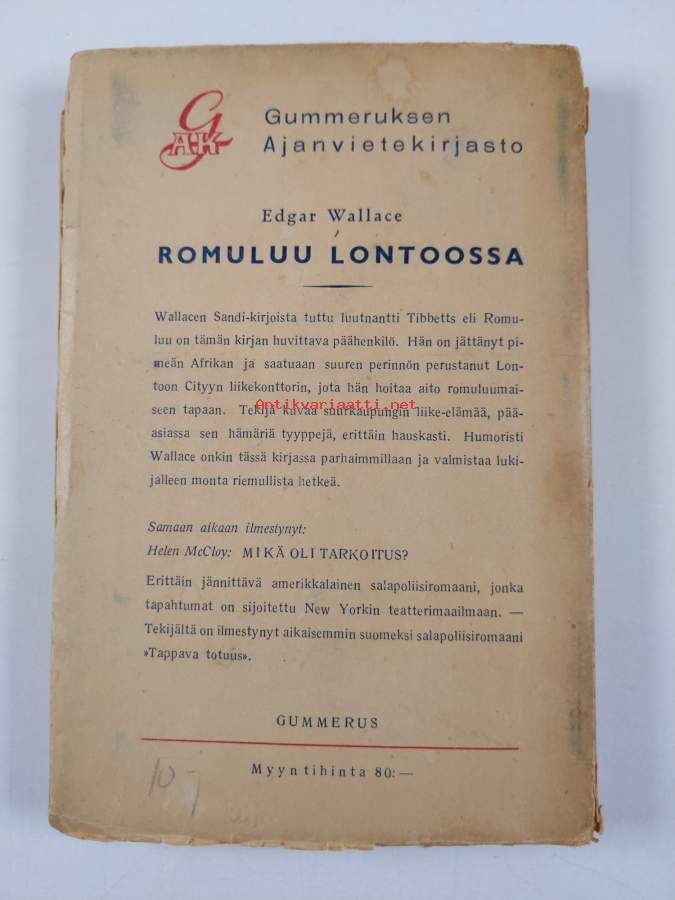 G
AK
Gummeruksen
Ajanvietekirjasto
Edgar Wallace
ROMULUU LONTOOSSA
Wallacen Sandi-kirjoista tuttu luutnantti Tibbetts eli Romu-
luu on tämän kirjan huvittava päähenkilö. Hän on jättänyt pi-
meän Afrikan ja saatuaan suuren perinnön perustanut Lon-
toon Cityyn liikekonttorin, jota hän hoitaa aito romuluumai-
seen tapaan. Tekijä kuvaa suurkaupungin liike-elämää, pää-
Antikvariaatti.net
asiassa sen hämäriä tyyppejä, erittäin hauskasti. Humoristi
Wallace onkin tässä kirjassa parhaimmillaan ja valmistaa luki-
jalleen monta riemullista hetkeä.
Samaan aikaan ilmestynyt:
Helen McCloy: MIKÄ OLI TARKOITUS?
Erittäin jännittävä amerikkalainen salapoliisiromaani, jonka
tapahtumat on sijoitettu New Yorkin teatterimaailmaan. —
Tekijältä on ilmestynyt aikaisemmin suomeksi salapoliisiromaani
»Tappava totuus».
GUMMERUS
Myyntihinta 80:—
10-